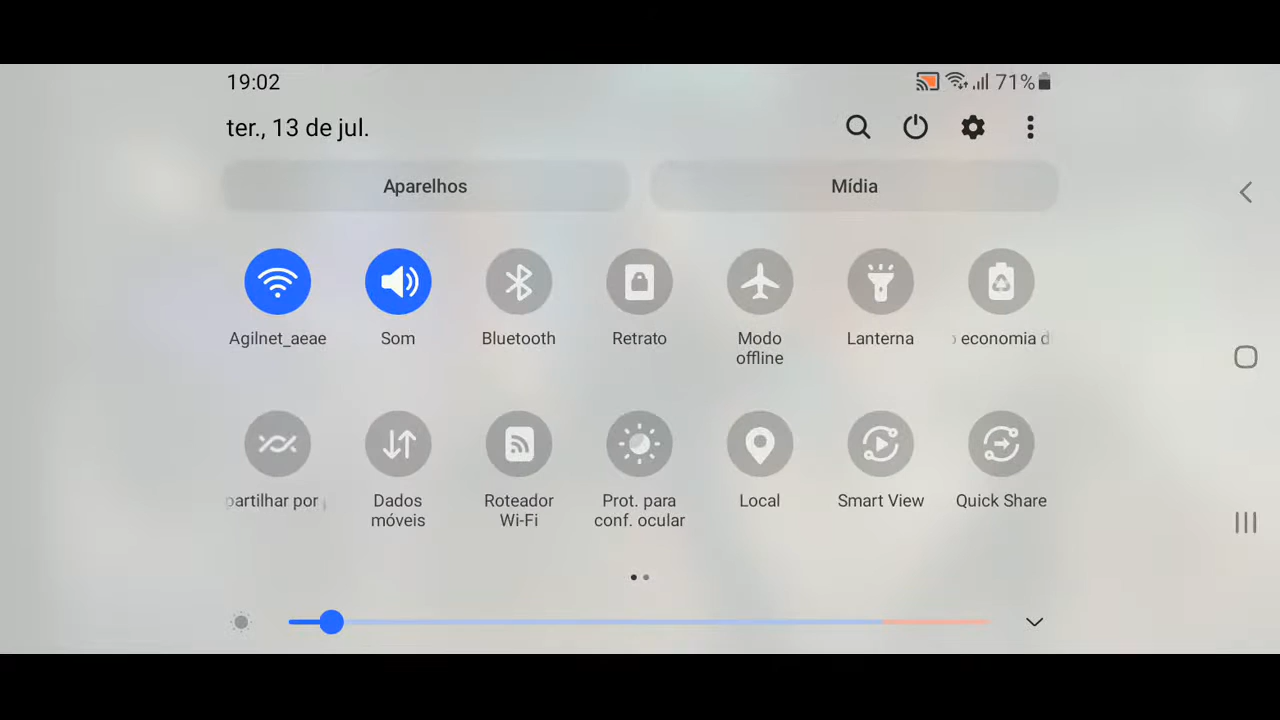 19:02
71%
ter., 13 de jul.
Aparelhos
Mídia
Agilnet_aeae
Som
Bluetooth
Retrato
Modo
offline
Lanterna
economia d
partilhar por
Dados
móveis
Roteador
Wi-Fi
Prot. para
conf. ocular
Local
Smart View
Quick Share